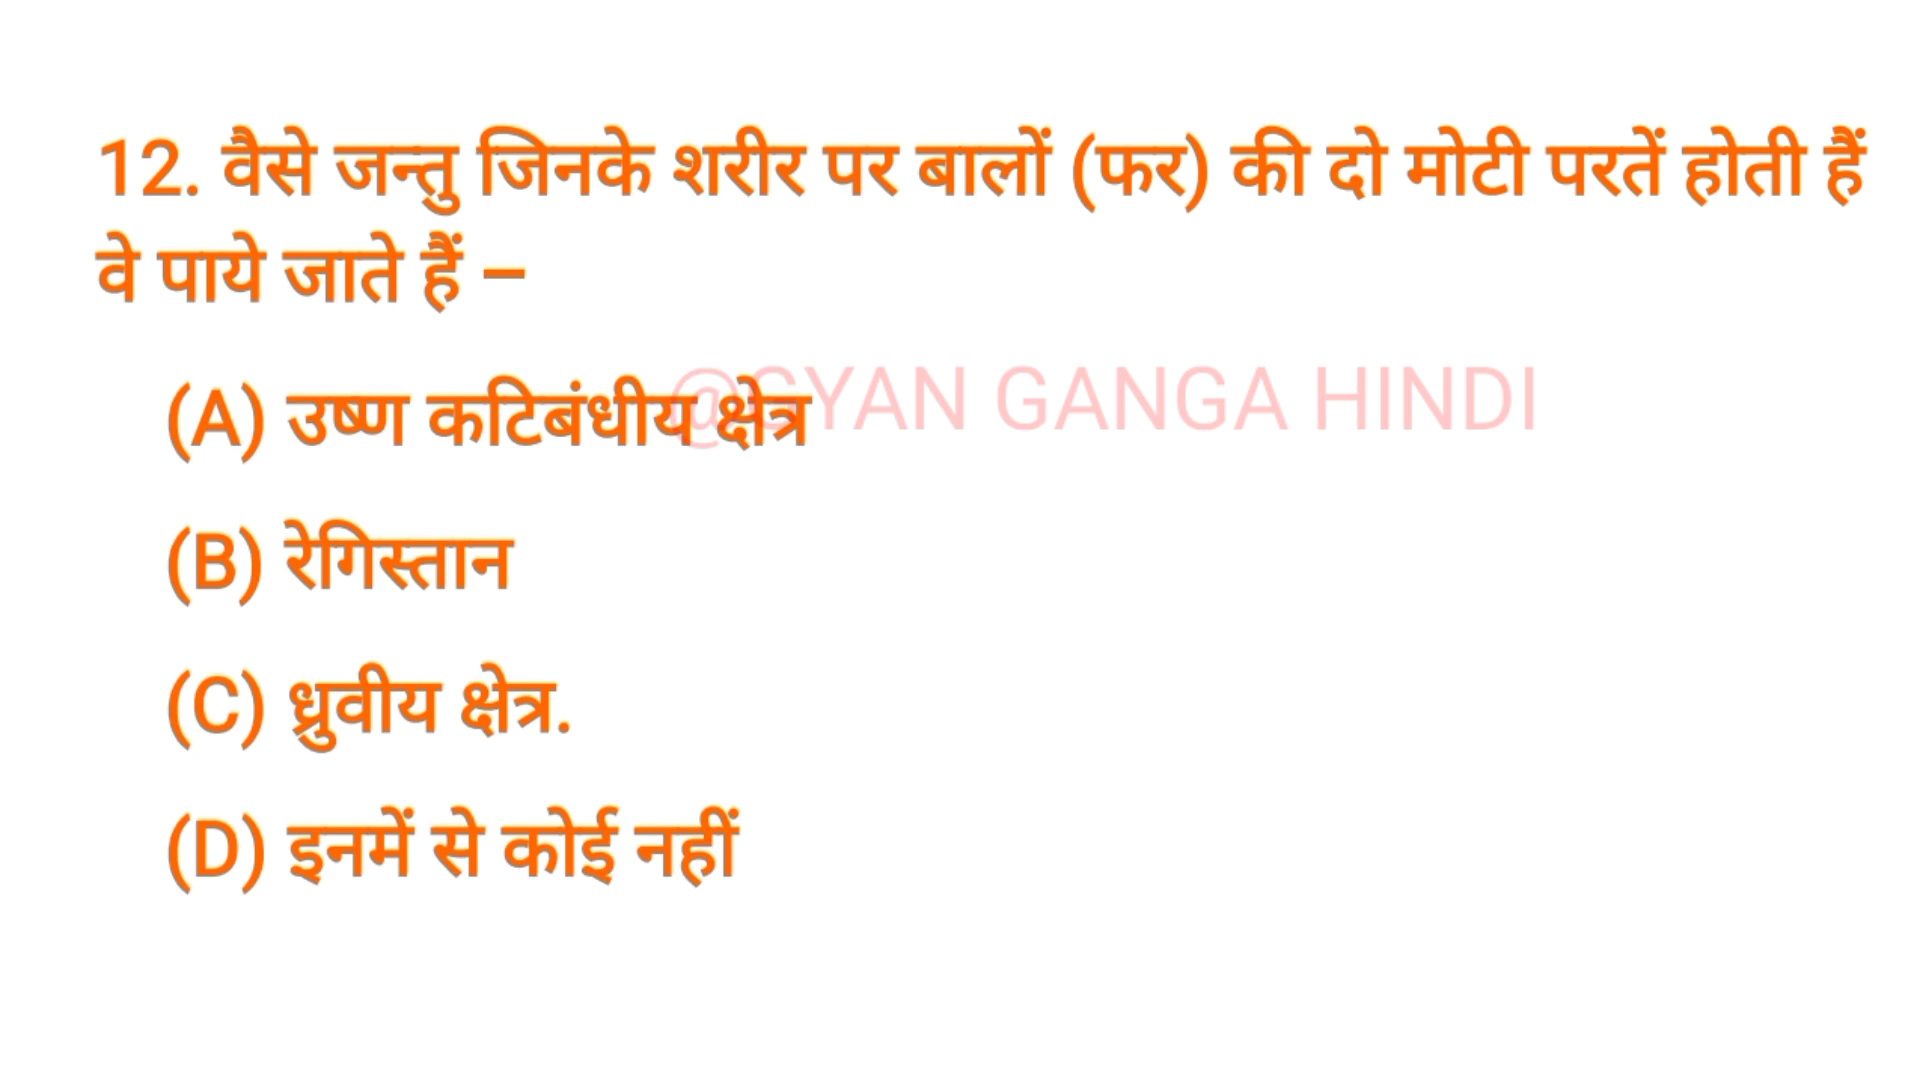 12. वैसे जन्तु जिनके शरीर पर बालों (फर) की दो मोटी परतें होती हैं
वे पाये जाते हैं –
@GYAN GANGA HINDI
(A) उष्ण कटिबंधीय क्षेत्र
(B) रेगिस्तान
(C) ध्रुवीय क्षेत्र.
(D) इनमें से कोई नहीं